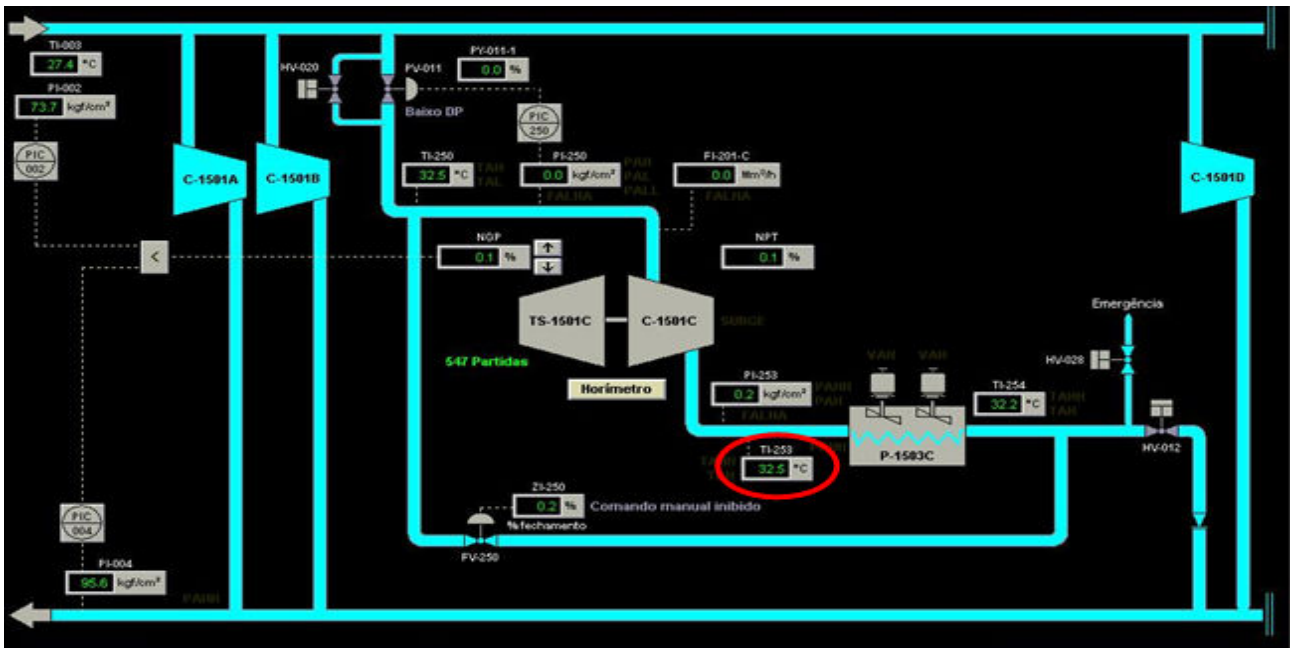 TI-003
27.4 °C
PI-002
73.7 kgf/cm²
PIC
002
HV-020
PV-011
PY-011-1
0.0 %
Baixo DP
PIC
250
TI-250
32.5 °C
TAH
TAL
PI-250
0.0 kgf/cm²
PAH
PAL
PALL
FALHA
FI-201-C
0.0 Mm³/h
FALHA
C-1501A
C-1501B
C-1501D
<
NGP
0.1 %
NPT
0.1 %
TS-1501C
C-1501C
SURGE
547 Partidas
Horímetro
Emergência
HV-028
PI-253
0.2 kgf/cm²
PAHH
PAH
FALHA
VAH
VAH
TI-254
32.2 °C
TAHH
TAH
P-1503C
HV-012
TI-253
32.5 °C
TAHH
TAH
ZI-250
0.2 %
Comando manual inibido
% fechamento
FV-250
PIC
004
PI-004
95.6 kgf/cm²
PAHH